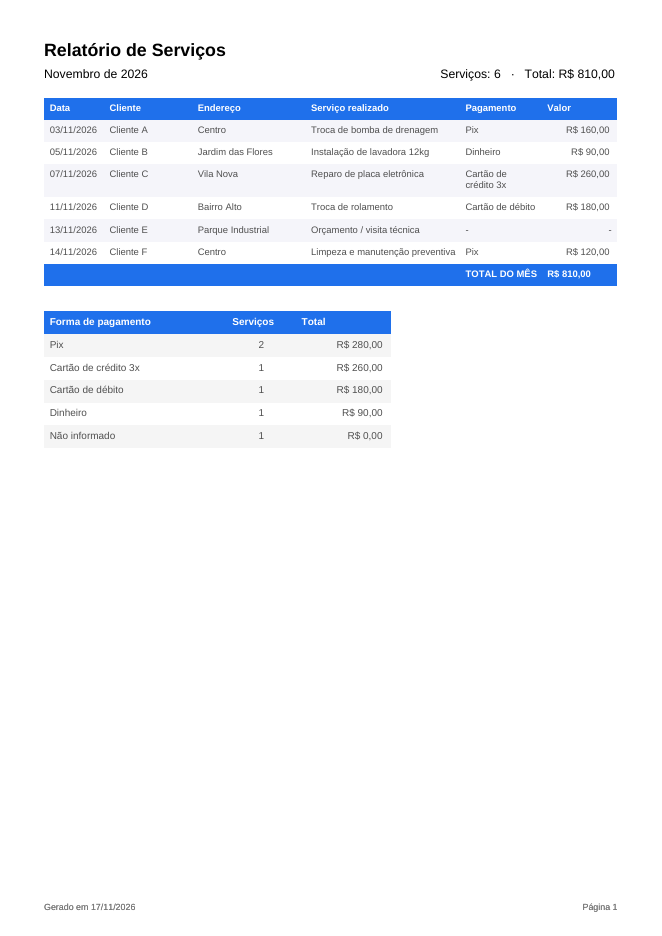 Relatório de Serviços
Novembro de 2026 Serviços: 6 · Total: R$ 810,00
Data Cliente Endereço Serviço realizado Pagamento Valor
03/11/2026 Cliente A Centro Troca de bomba de drenagem Pix R$ 160,00
05/11/2026 Cliente B Jardim das Flores Instalação de lavadora 12kg Dinheiro R$ 90,00
07/11/2026 Cliente C Vila Nova Reparo de placa eletrônica Cartão de R$ 260,00
crédito 3x
11/11/2026 Cliente D Bairro Alto Troca de rolamento Cartão de débito R$ 180,00
13/11/2026 Cliente E Parque Industrial Orçamento / visita técnica - -
14/11/2026 Cliente F Centro Limpeza e manutenção preventiva Pix R$ 120,00
TOTAL DO MÊS R$ 810,00
Forma de pagamento Serviços Total
Pix 2 R$ 280,00
Cartão de crédito 3x 1 R$ 260,00
Cartão de débito 1 R$ 180,00
Dinheiro 1 R$ 90,00
Não informado 1 R$ 0,00
Gerado em 17/11/2026 Página 1